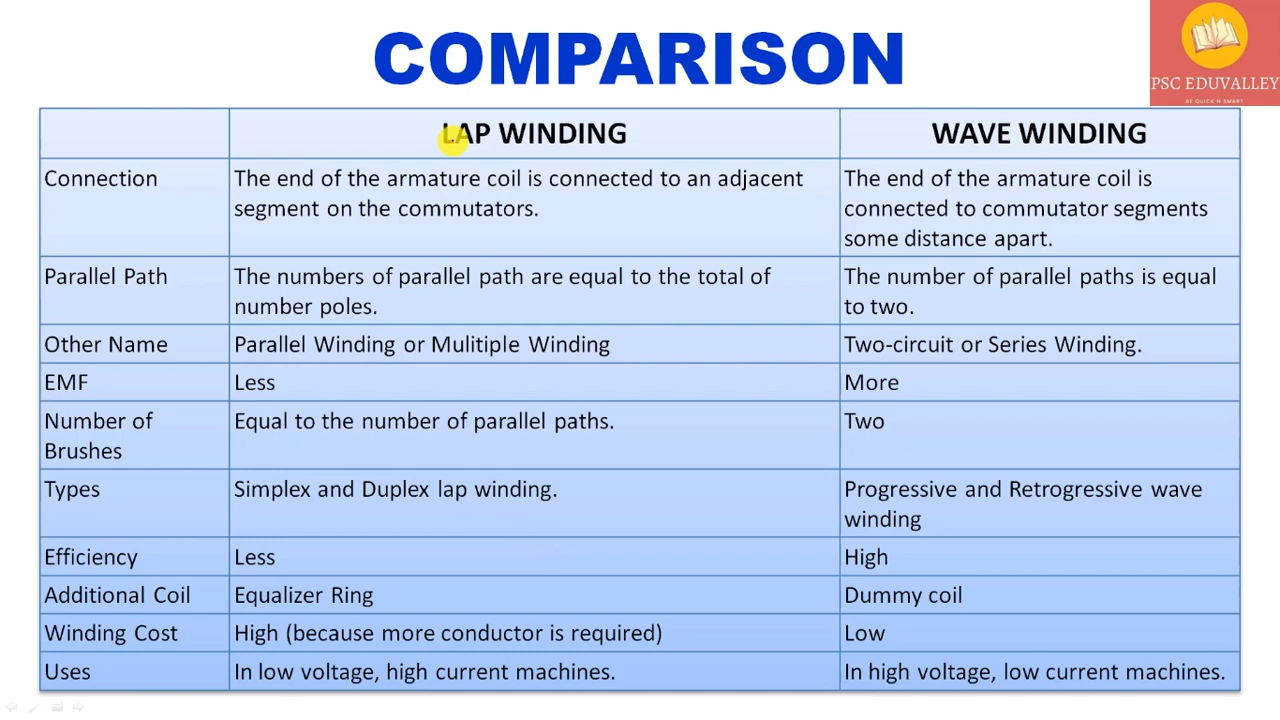 COMPARISON
PSC EDUVALLEY
BE QUICK N SMART
LAP WINDING
WAVE WINDING
Connection
The end of the armature coil is connected to an adjacent
segment on the commutators.
The end of the armature coil is
connected to commutator segments
some distance apart.
Parallel Path
The numbers of parallel path are equal to the total of
number poles.
The number of parallel paths is equal
to two.
Other Name
Parallel Winding or Mulitiple Winding
Two-circuit or Series Winding.
EMF
Less
More
Number of
Brushes
Equal to the number of parallel paths.
Two
Types
Simplex and Duplex lap winding.
Progressive and Retrogressive wave
winding
Efficiency
Less
High
Additional Coil
Equalizer Ring
Dummy coil
Winding Cost
High (because more conductor is required)
Low
Uses
In low voltage, high current machines.
In high voltage, low current machines.